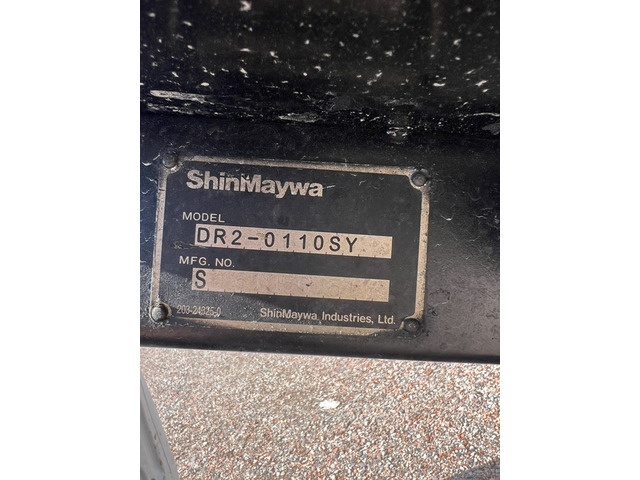 ShinMaywa
MODEL
DR2-0110SY
MFG. NO.
S
203-24325-0
ShinMaywa Industries, Ltd.